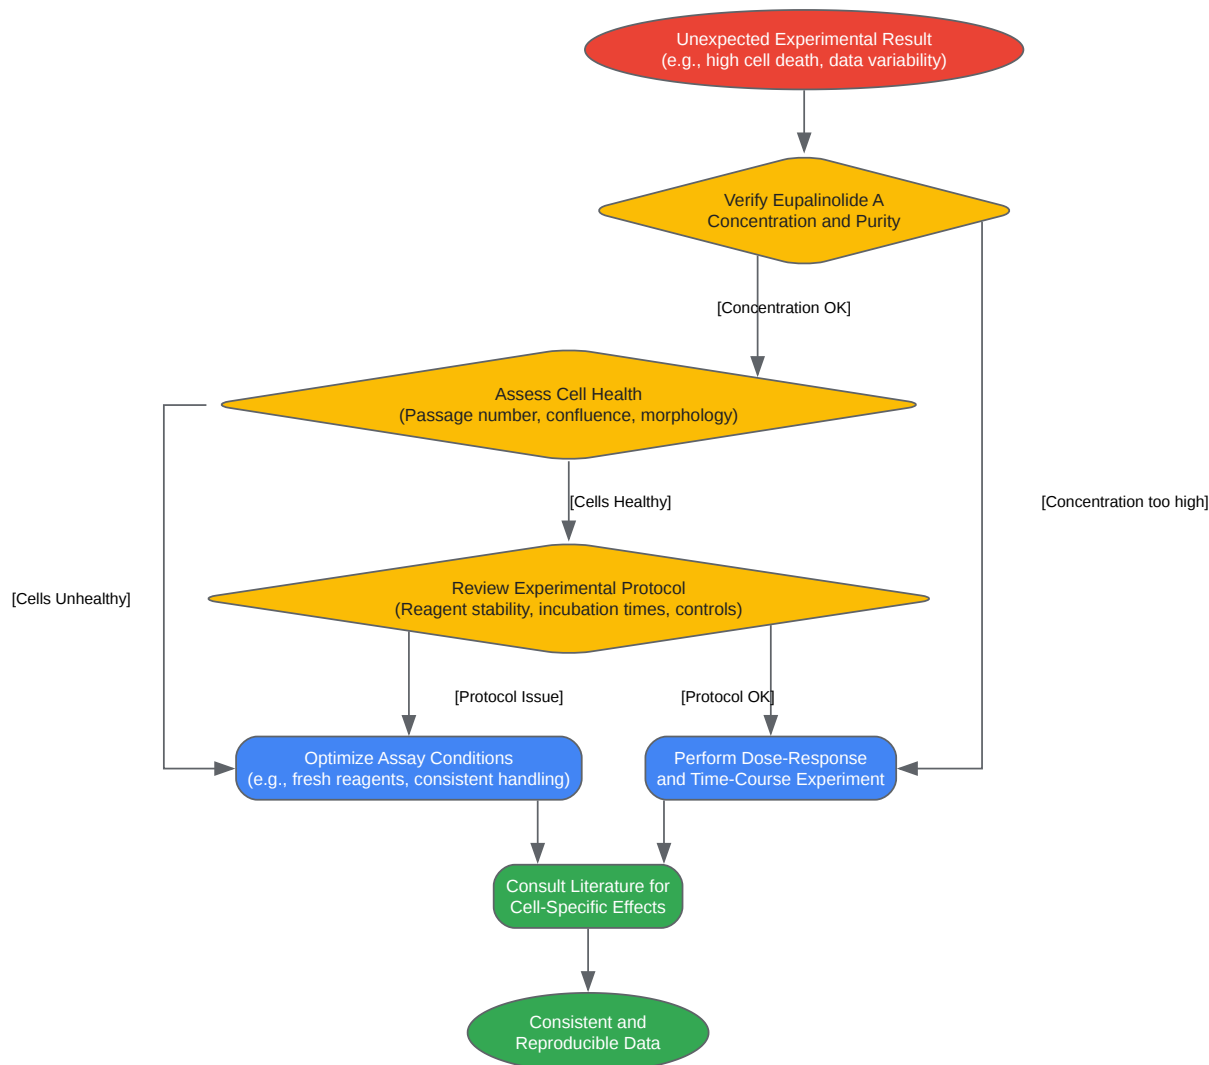 Unexpected Experimental Result
(e.g., high cell death, data variability)
Verify Eupalinolide A
Concentration and Purity
[Concentration OK]
Assess Cell Health
(Passage number, confluence, morphology)
[Cells Healthy]
[Concentration too high]
Review Experimental Protocol
(Reagent stability, incubation times, controls)
[Cells Unhealthy]
[Protocol Issue]
[Protocol OK]
Optimize Assay Conditions
(e.g., fresh reagents, consistent handling)
Perform Dose-Response
and Time-Course Experiment
Consult Literature for
Cell-Specific Effects
Consistent and
Reproducible Data